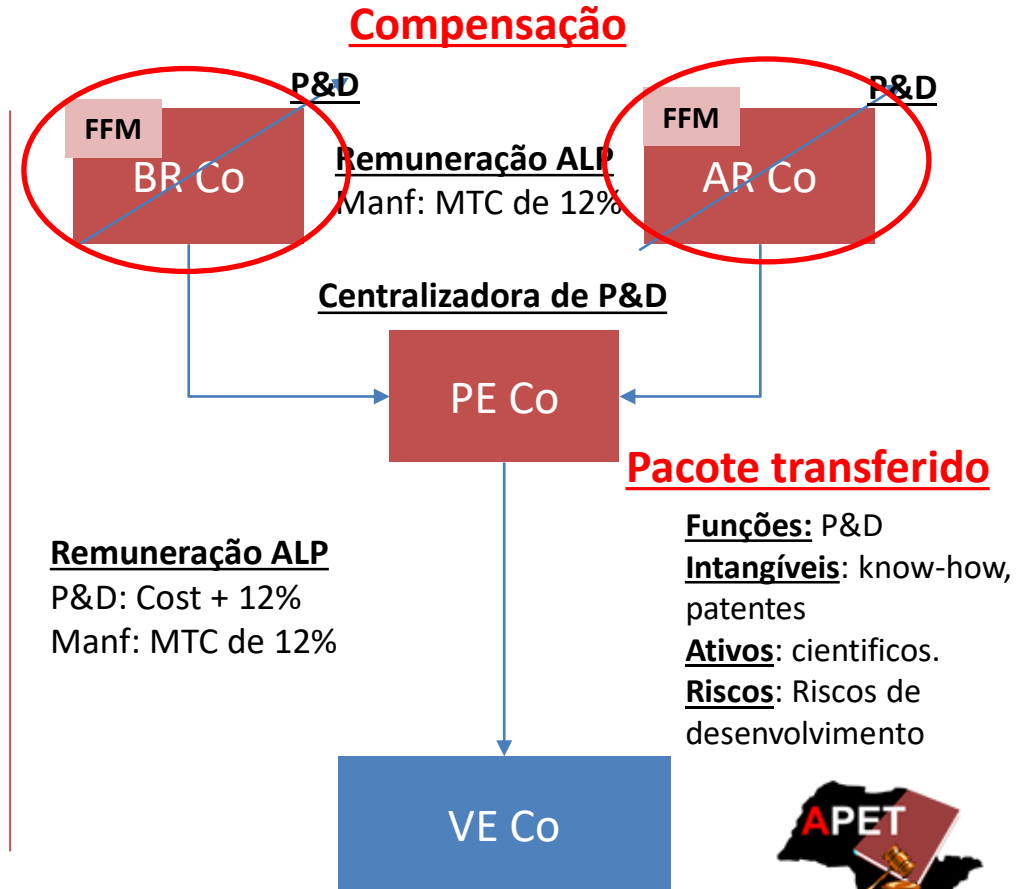 Compensação
P&D
P&D
FFM
FFM
BR Co
Remuneração ALP
Manf: MTC de 12%
AR Co
Centralizadora de P&D
PE Co
Pacote transferido
Funções: P&D
Intangíveis: know-how,
patentes
Ativos: cientificos.
Riscos: Riscos de
desenvolvimento
Remuneração ALP
P&D: Cost + 12%
Manf: MTC de 12%
VE Co
APET